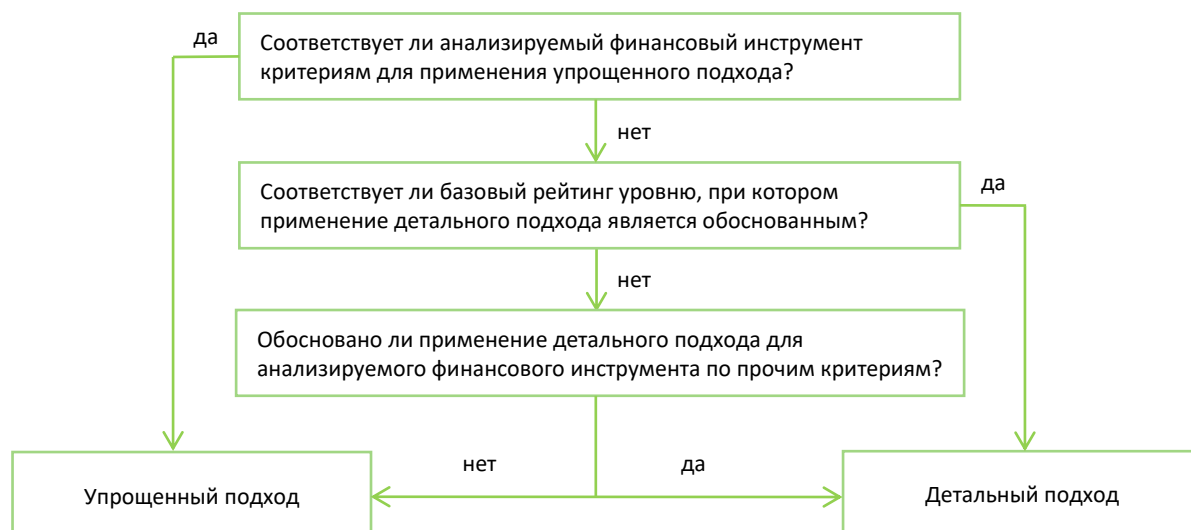 да
Соответствует ли анализируемый финансовый инструмент
критериям для применения упрощенного подхода?
нет
Соответствует ли базовый рейтинг уровню, при котором
применение детального подхода является обоснованным?
да
нет
Обосновано ли применение детального подхода для
анализируемого финансового инструмента по прочим критериям?
нет
да
Упрощенный подход
Детальный подход